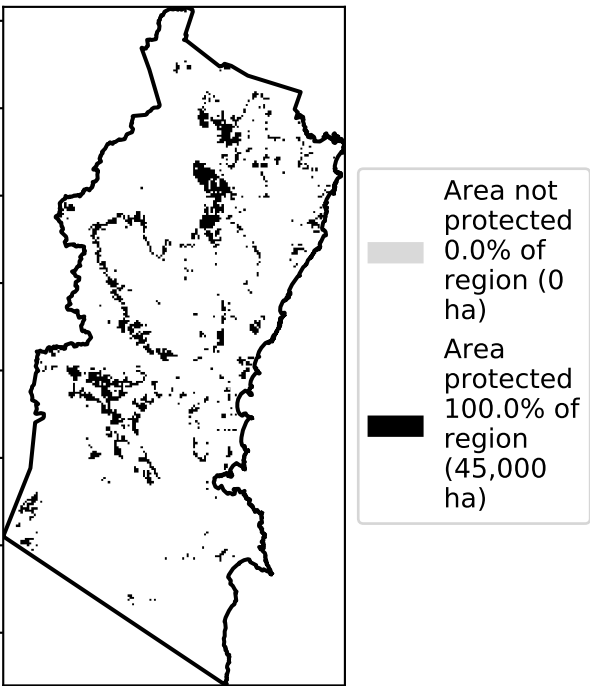 Area not
protected
0.0% of
region (0
ha)
Area
protected
100.0% of
region
(45,000
ha)